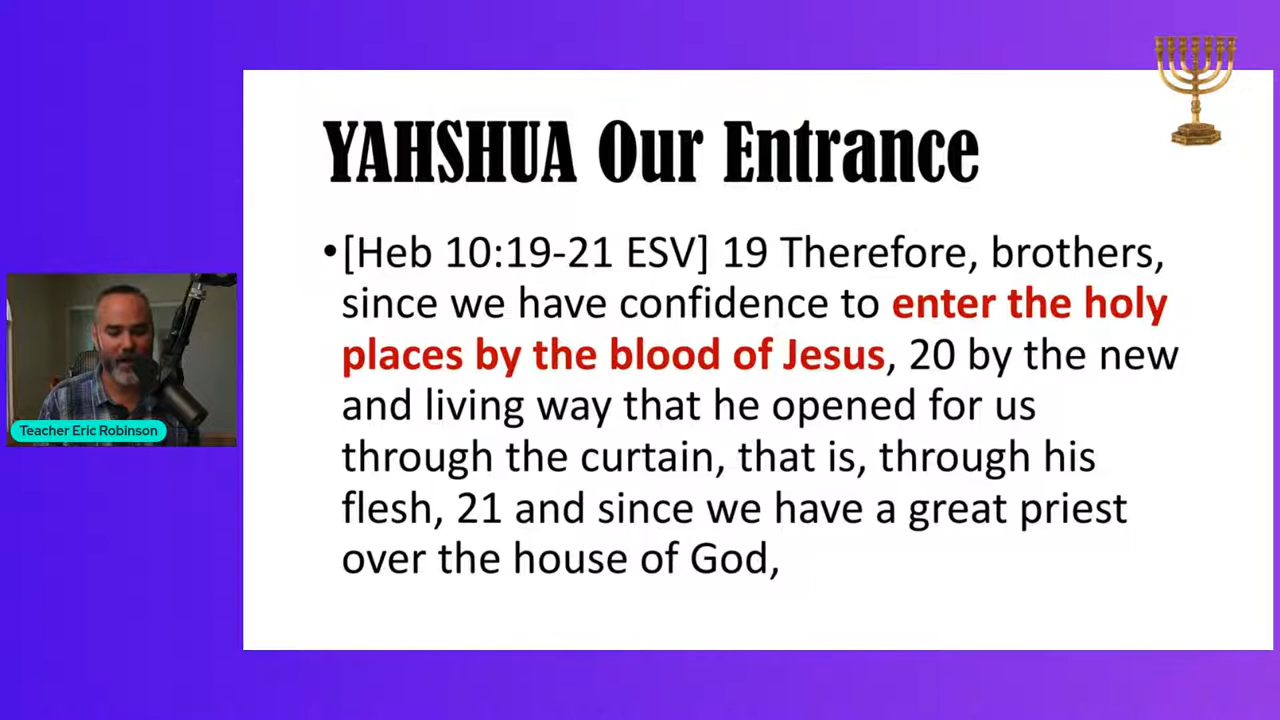 YAHSHUA Our Entrance
•[Heb 10:19-21 ESV] 19 Therefore, brothers,
since we have confidence to enter the holy
places by the blood of Jesus, 20 by the new
and living way that he opened for us
through the curtain, that is, through his
flesh, 21 and since we have a great priest
over the house of God,
Teacher Eric Robinson